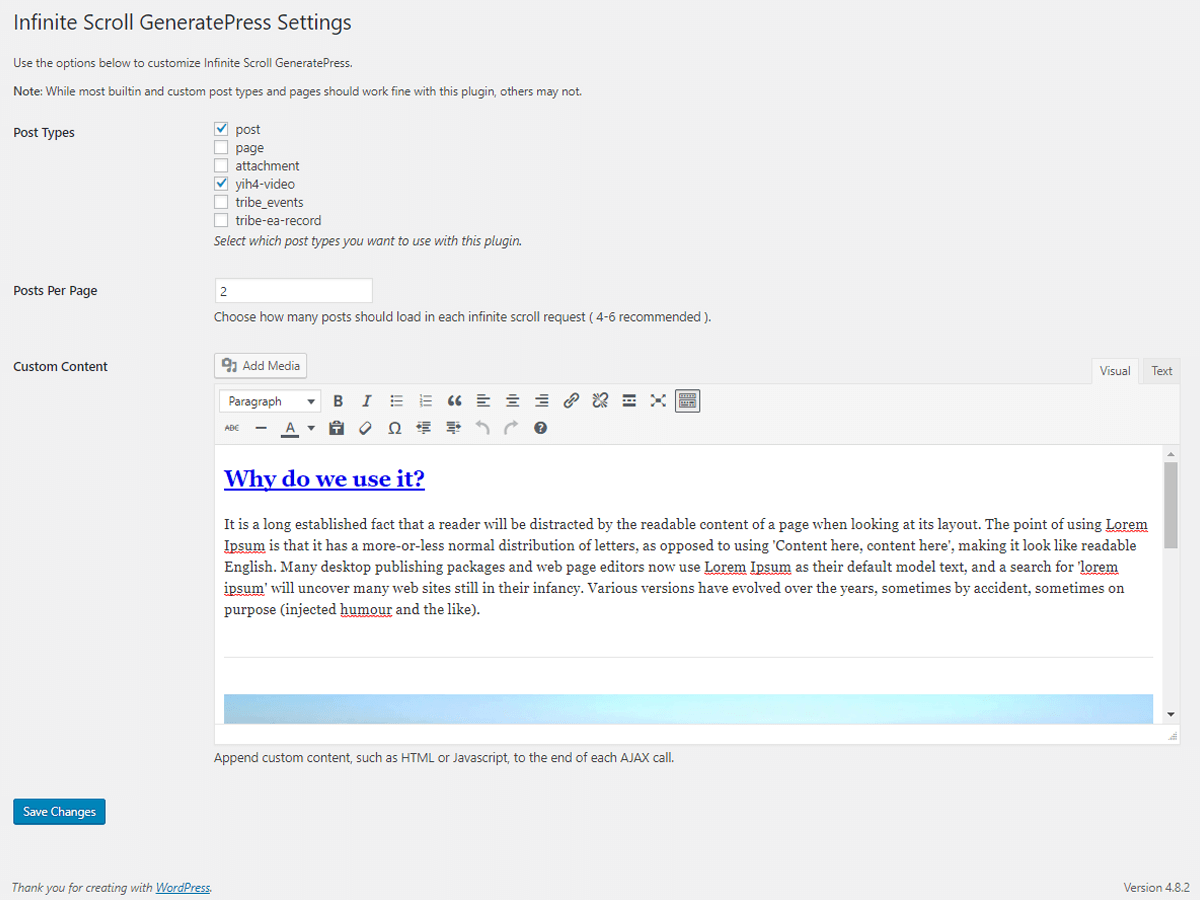 Infinite Scroll GeneratePress Settings
Use the options below to customize Infinite Scroll GeneratePress.
Note: While most builtin and custom post types and pages should work fine with this plugin, others may not.
Post Types
post
page
attachment
yih4-video
tribe_events
tribe-ea-record
Select which post types you want to use with this plugin.
Posts Per Page
2
Choose how many posts should load in each infinite scroll request ( 4-6 recommended ).
Custom Content
Add Media
Visual
Text
Paragraph
B
I
ABC
A
Ω
Why do we use it?
It is a long established fact that a reader will be distracted by the readable content of a page when looking at its layout. The point of using Lorem
Ipsum is that it has a more-or-less normal distribution of letters, as opposed to using 'Content here, content here', making it look like readable
English. Many desktop publishing packages and web page editors now use Lorem Ipsum as their default model text, and a search for 'lorem
ipsum' will uncover many web sites still in their infancy. Various versions have evolved over the years, sometimes by accident, sometimes on
purpose (injected humour and the like).
Append custom content, such as HTML or Javascript, to the end of each AJAX call.
Save Changes
Thank you for creating with WordPress.
Version 4.8.2